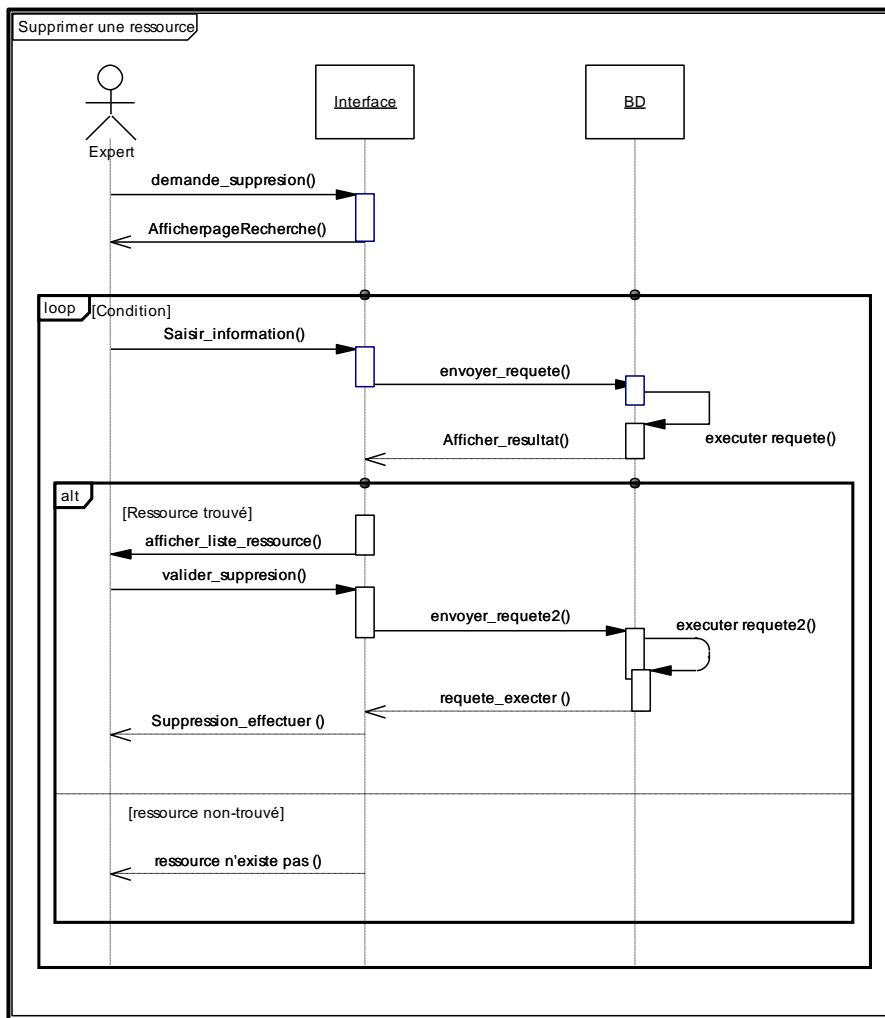 Supprimer une ressource
Expert
Interface
BD
demande_suppresion()
AfficherpageRecherche()
loop
[Condition]
Saisir_information()
envoyer_requete()
executer requete()
Afficher_resultat()
alt
[Ressource trouvé]
afficher_liste_ressource()
valider_suppresion()
envoyer_requete2()
executer requete2()
requete_execter ()
Suppression_effectuer ()
[ressource non-trouvé]
ressource n'existe pas ()